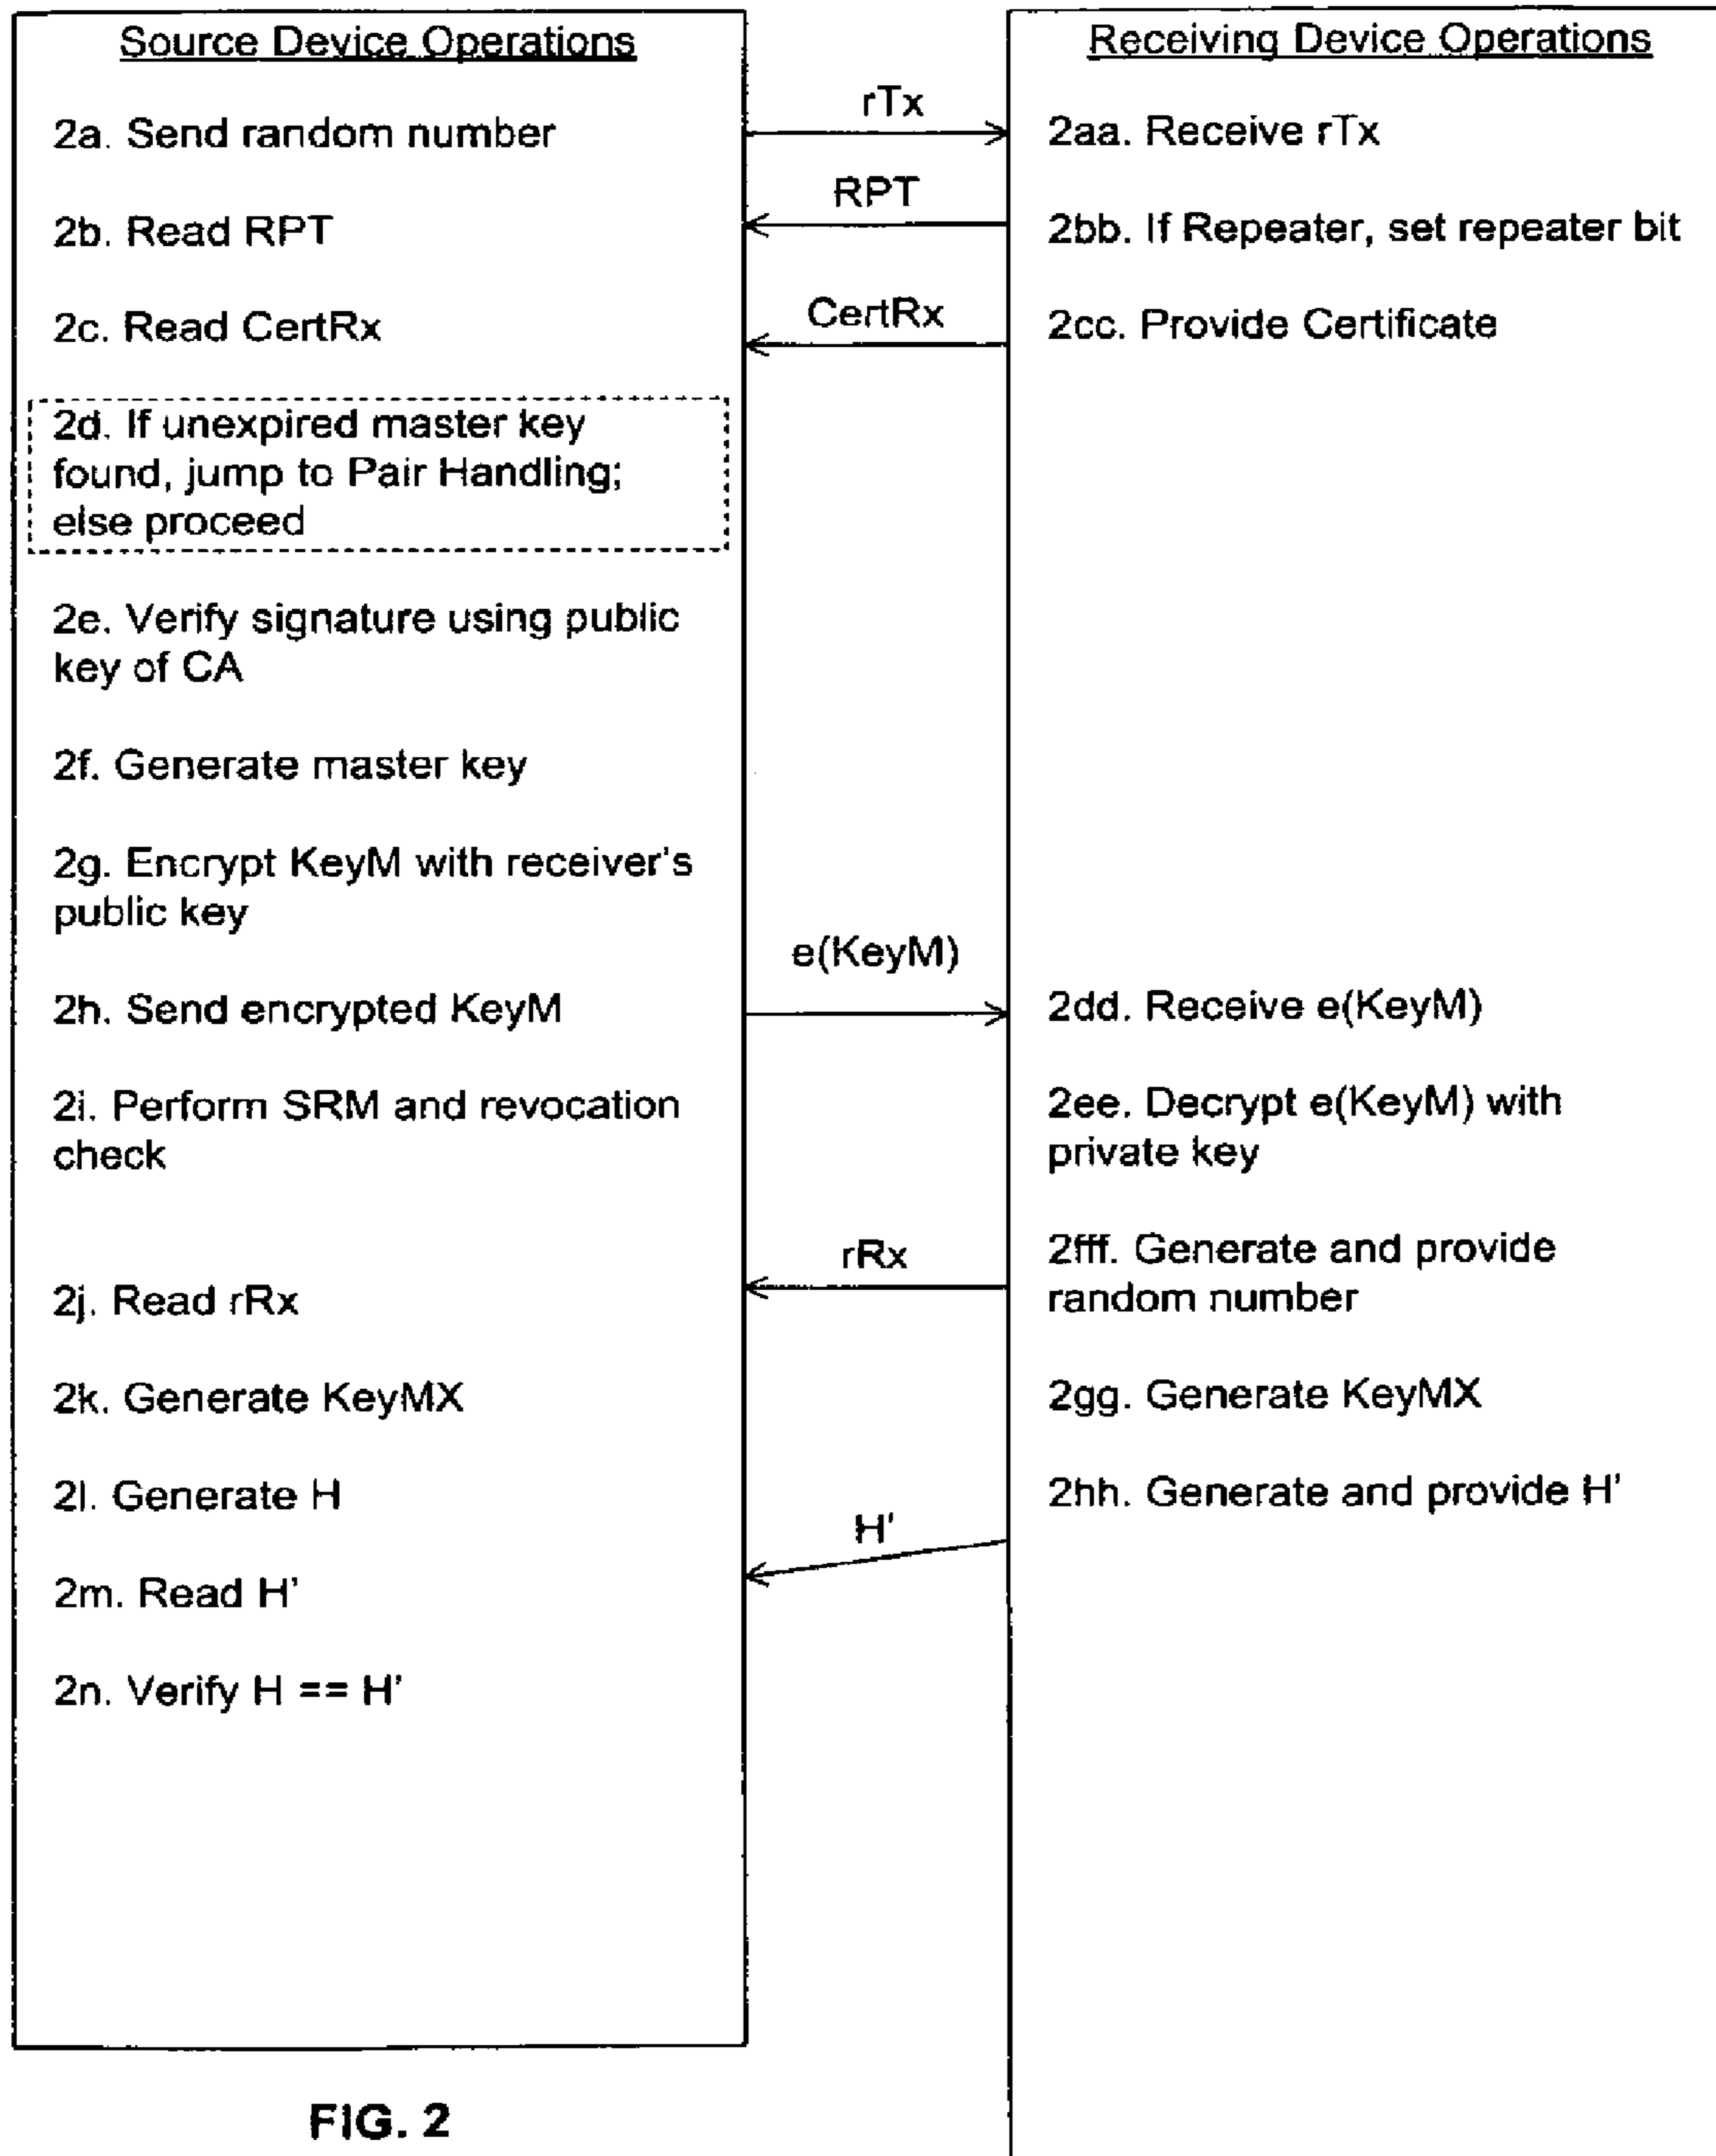 Source Device Operations
2a. Send random number
2b. Read RPT
2c. Read CertRx
2d. If unexpired master key
found, jump to Pair Handling;
else proceed
2e. Verify signature using public
key of CA
2f. Generate master key
2g. Encrypt KeyM with receiver's
public key
2h. Send encrypted KeyM
2i. Perform SRM and revocation
check
2j. Read rRx
2k. Generate KeyMX
2l. Generate H
2m. Read H'
2n. Verify H == H'
rTx
RPT
CertRx
e(KeyM)
rRx
H'
Receiving Device Operations
2aa. Receive rTx
2bb. If Repeater, set repeater bit
2cc. Provide Certificate
2dd. Receive e(KeyM)
2ee. Decrypt e(KeyM) with
private key
2fff. Generate and provide
random number
2gg. Generate KeyMX
2hh. Generate and provide H'
FIG. 2